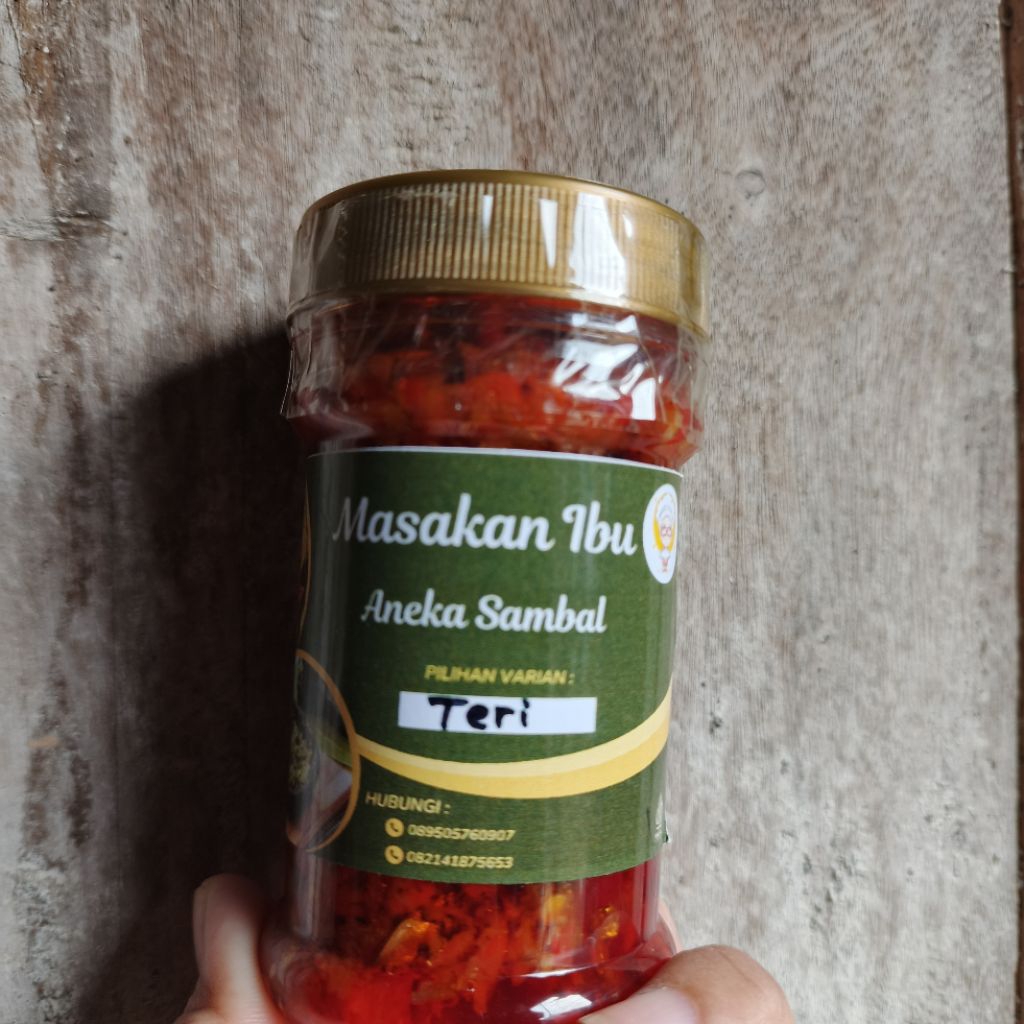 Masakan Ibu
Aneka Sambal
PILIHAN VARIAN :
Teri
HUBUNGI :
089505760907
082141875653